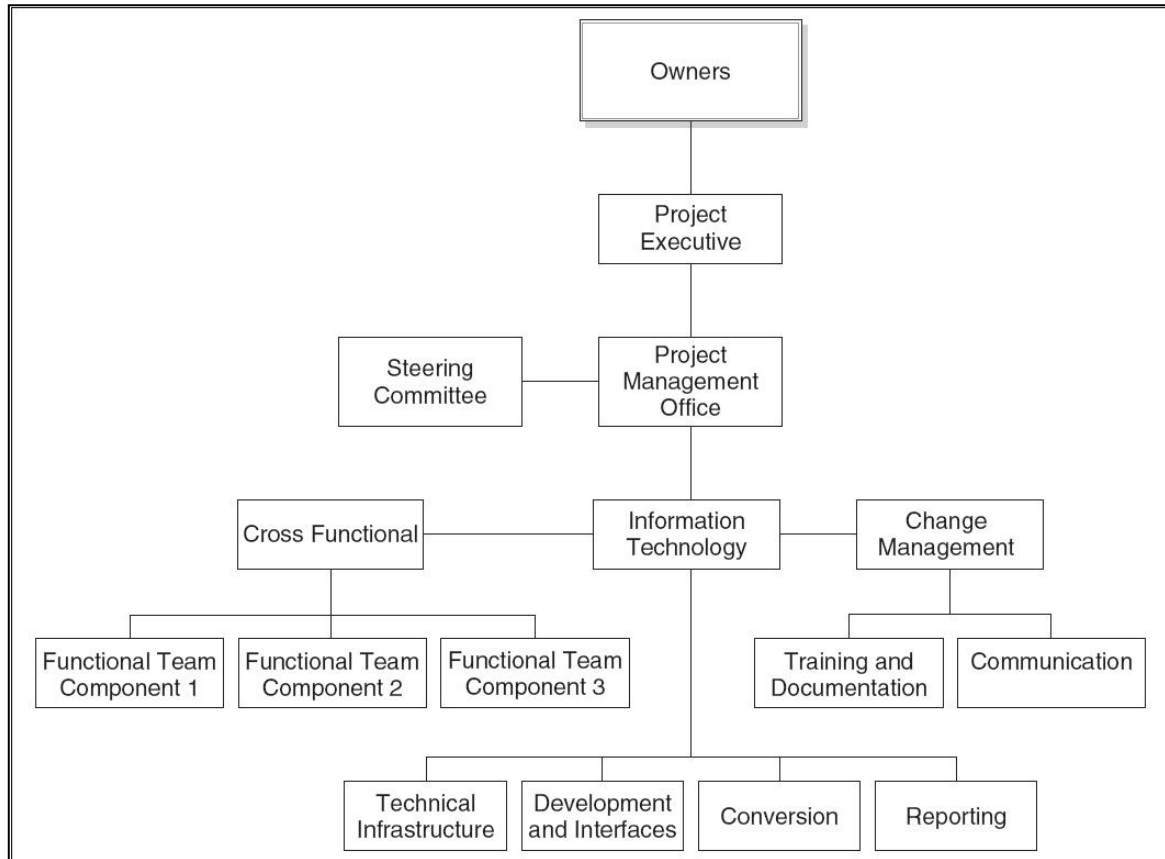 Owners
Project
Executive
Steering
Committee
Project
Management
Office
Cross Functional
Information
Technology
Change
Management
Functional Team
Component 1
Functional Team
Component 2
Functional Team
Component 3
Training and
Documentation
Communication
Technical
Infrastructure
Development
and Interfaces
Conversion
Reporting